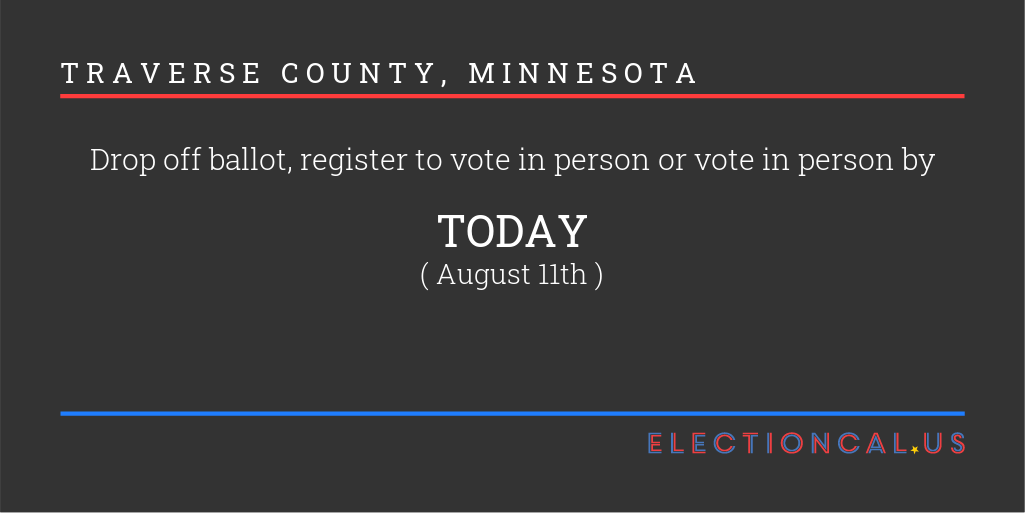 TRAVERSE COUNTY, MINNESOTA
Drop off ballot, register to vote in person or vote in person by
TODAY
( August 11th )
ELECTIONCAL.US